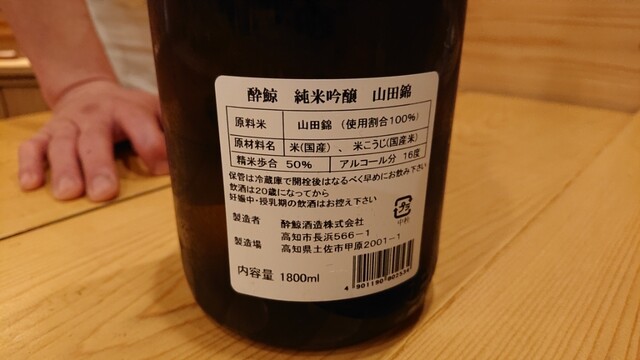 酔鯨 純米吟醸 山田錦
原料米 山田錦 (使用割合100%)
原材料名 米(国産)、米こうじ(国産米)
精米歩合 50% アルコール分 16度
保管は冷蔵庫で開栓後はなるべく早めにお飲み下さい
飲酒は20歳になってから
妊娠中・授乳期の飲酒はお控え下さい
製造者 酔鯨酒造株式会社
高知市長浜566-1
製造場 高知県土佐市甲原2001-1
プラ
中栓
内容量 1800ml